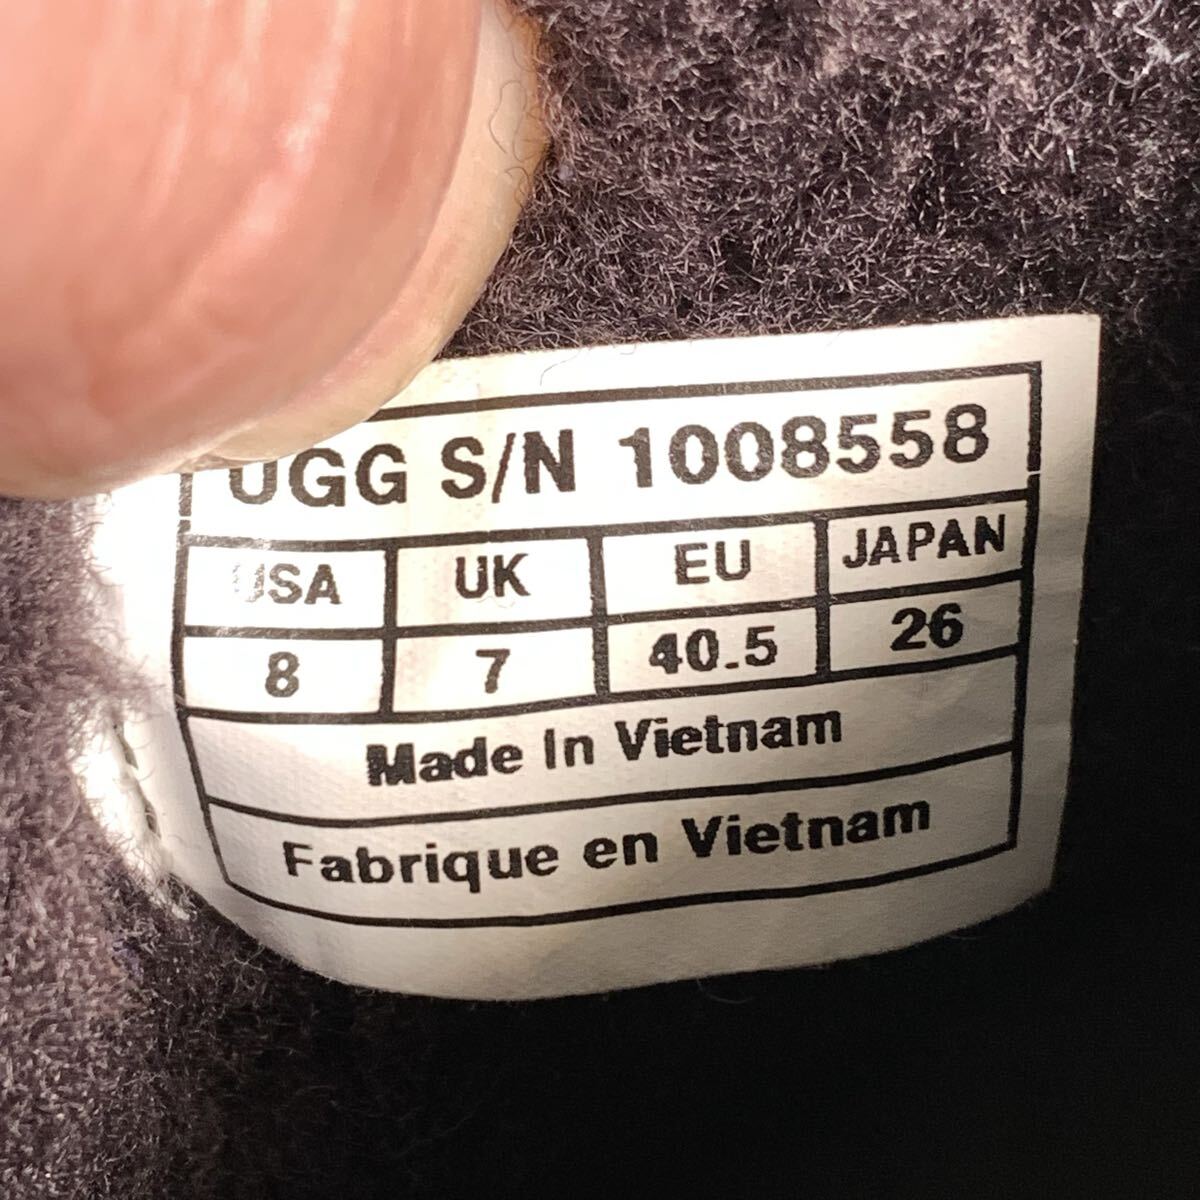 UGG S/N 1008558
USA UK EU JAPAN
8 7 40.5 26
Made In Vietnam
Fabrique en Vietnam